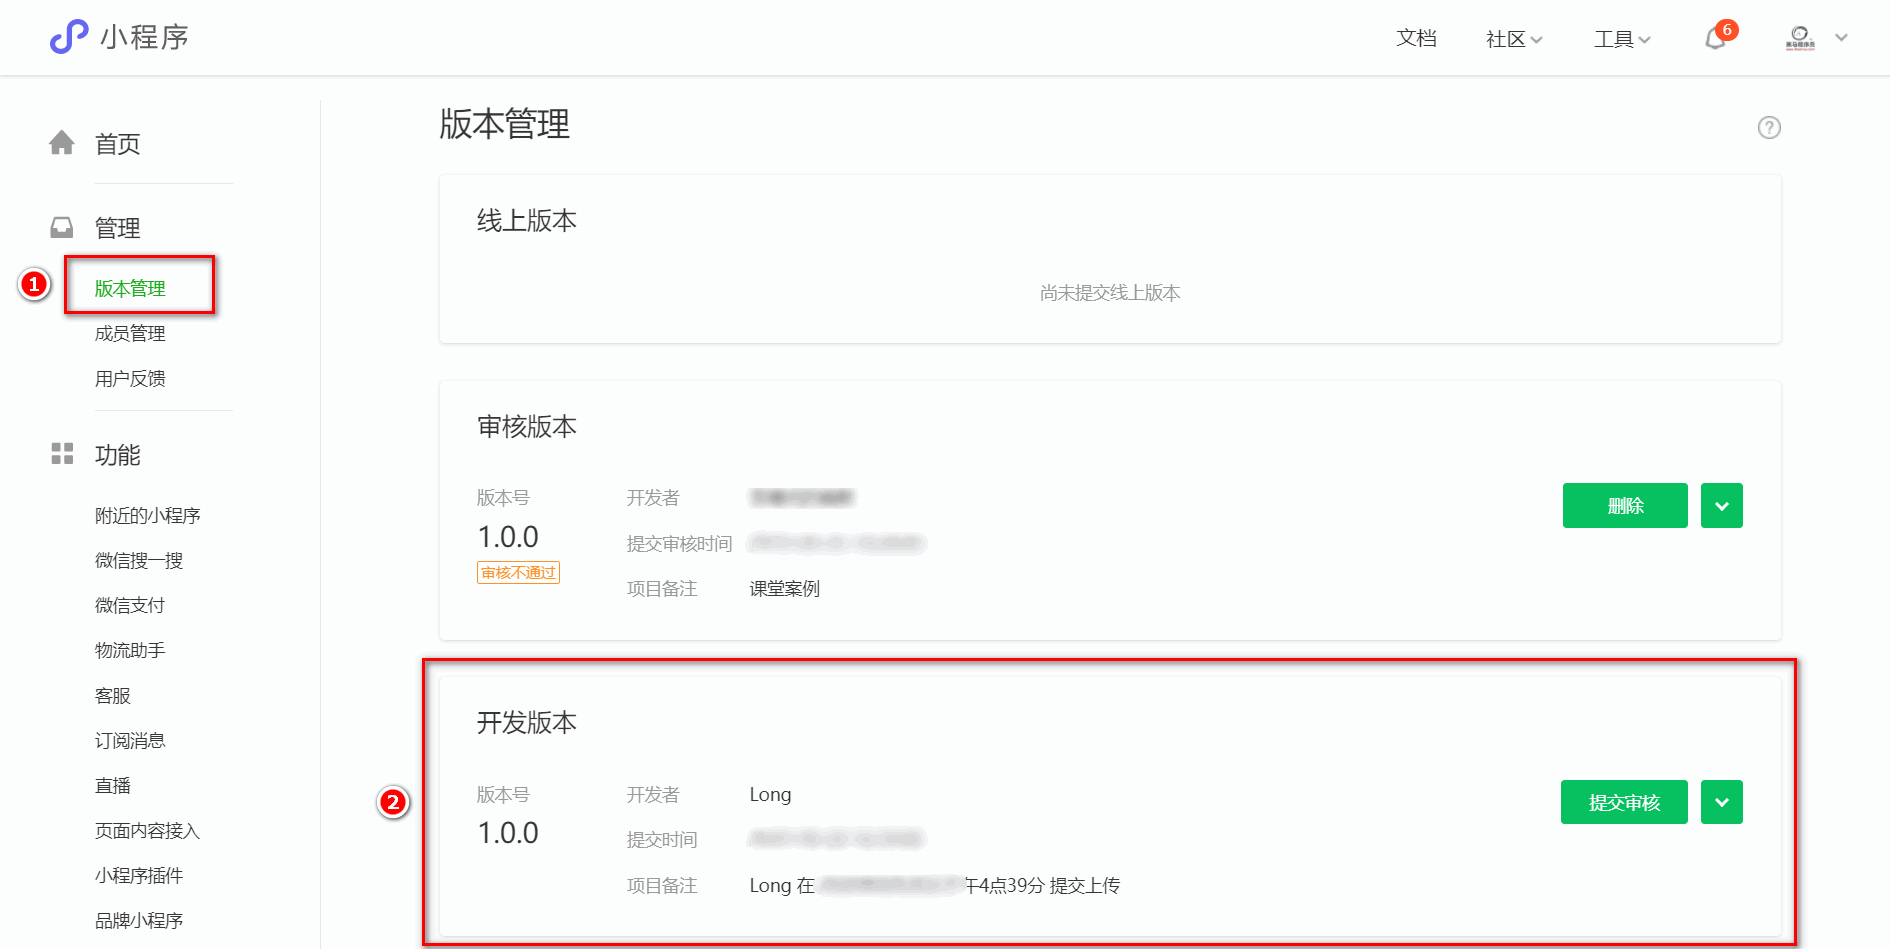 小程序
文档
社区
工具
6
首页
管理
1
版本管理
成员管理
用户反馈
功能
附近的小程序
微信搜一搜
微信支付
物流助手
客服
订阅消息
直播
页面内容接入
小程序插件
品牌小程序
版本管理
?
线上版本
尚未提交线上版本
审核版本
版本号
1.0.0
审核不通过
开发者
提交审核时间
项目备注 课堂案例
删除
2
开发版本
版本号
1.0.0
开发者 Long
提交时间
项目备注 Long 在 午4点39分 提交上传
提交审核